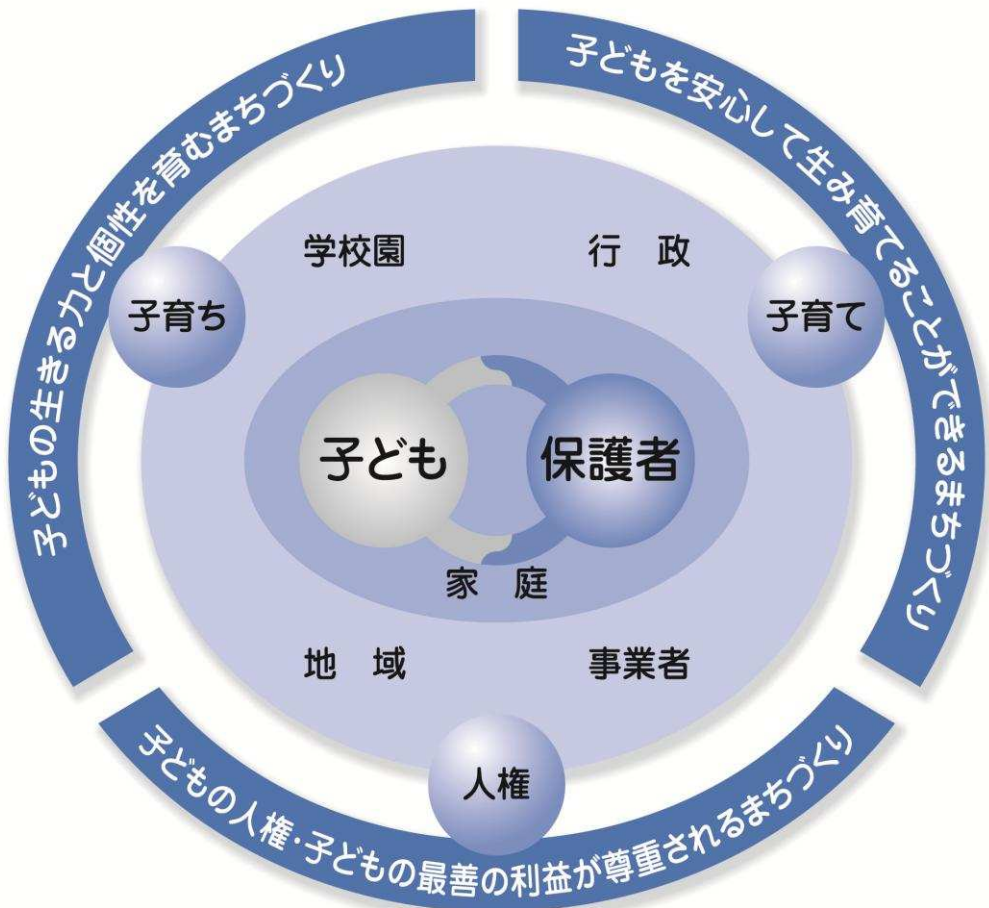 子どもの生きる力と個性を育むまちづくり
子どもを安心して生み育てることができるまちづくり
学校園
行　政
子育ち
子育て
子ども
保護者
家　庭
地　域
事業者
人権
子どもの人権・子どもの最善の利益が尊重されるまちづくり